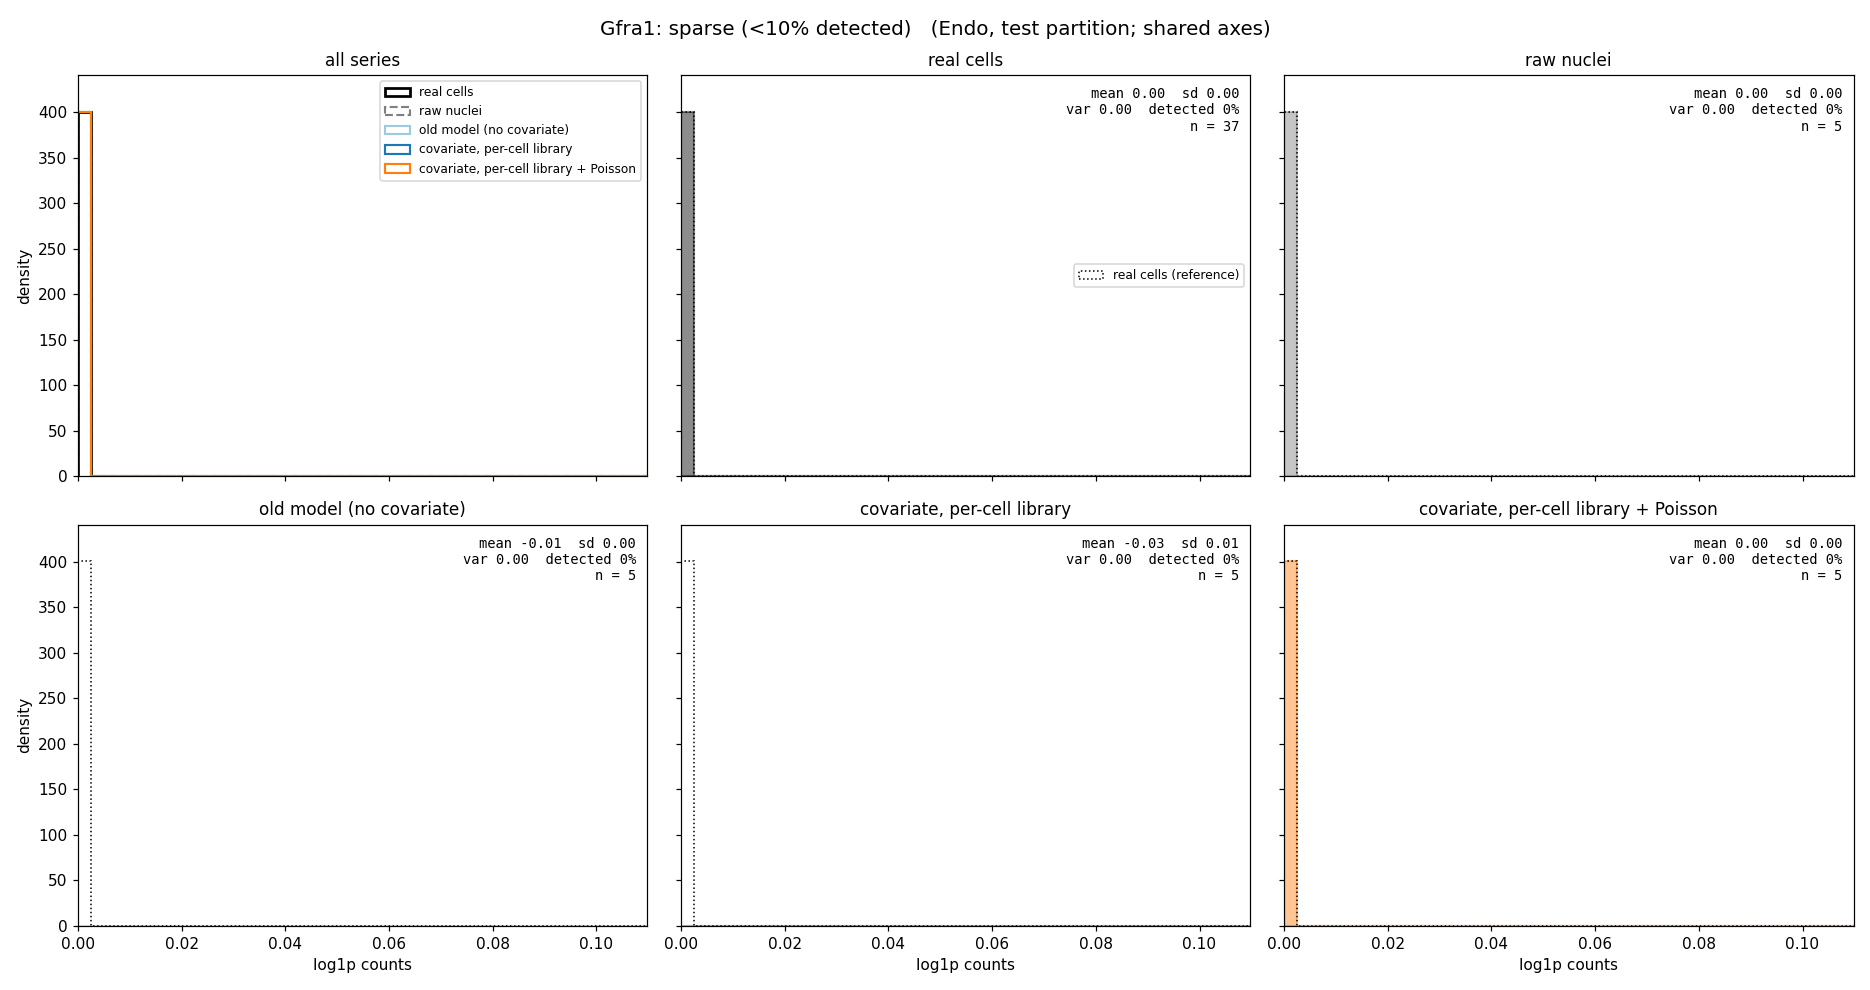 Gfra1: sparse (<10% detected)   (Endo, test partition; shared axes)
all series
real cells
raw nuclei
old model (no covariate)
covariate, per-cell library
covariate, per-cell library + Poisson
density
400
350
300
250
200
150
100
50
0
real cells
mean 0.00  sd 0.00
var 0.00  detected 0%
n = 37
real cells (reference)
raw nuclei
mean 0.00  sd 0.00
var 0.00  detected 0%
n = 5
old model (no covariate)
mean -0.01  sd 0.00
var 0.00  detected 0%
n = 5
density
400
350
300
250
200
150
100
50
0
0.00 0.02 0.04 0.06 0.08 0.10
log1p counts
covariate, per-cell library
mean -0.03  sd 0.01
var 0.00  detected 0%
n = 5
0.00 0.02 0.04 0.06 0.08 0.10
log1p counts
covariate, per-cell library + Poisson
mean 0.00  sd 0.00
var 0.00  detected 0%
n = 5
0.00 0.02 0.04 0.06 0.08 0.10
log1p counts